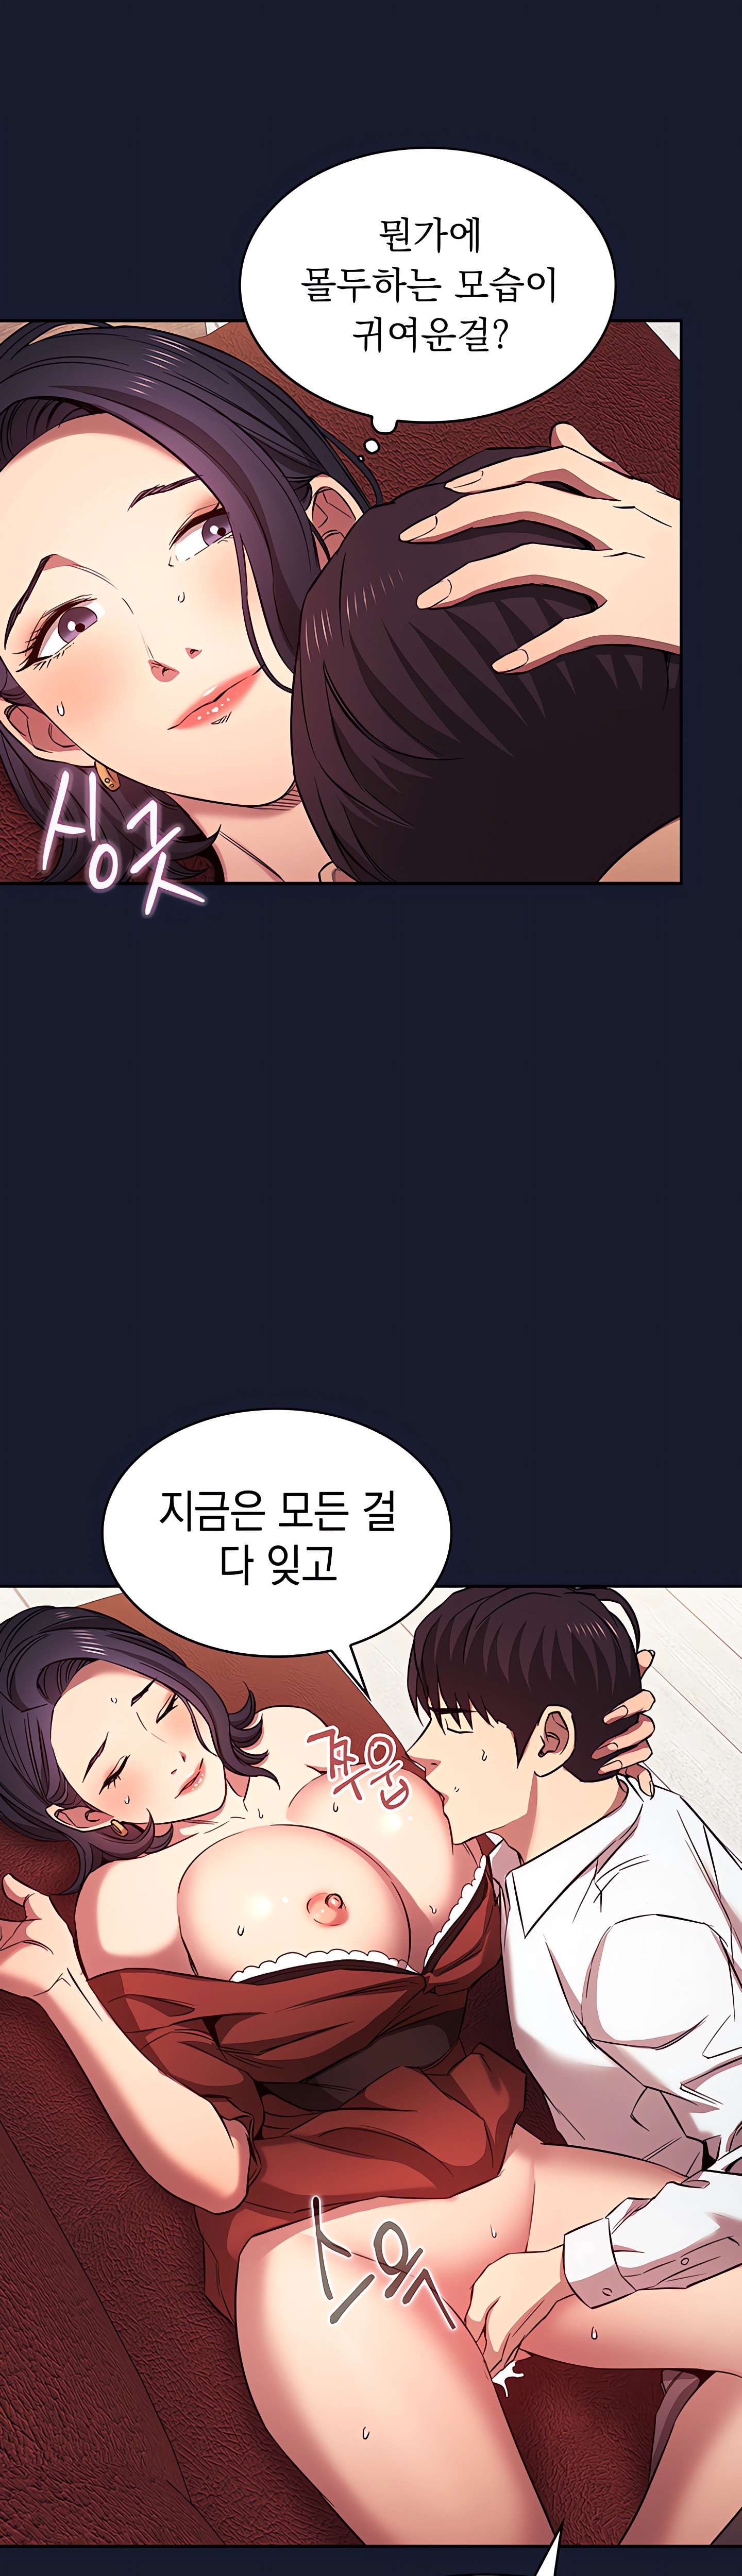 뭔가에
몰두하는 모습이
귀여운걸?
싱긋
지금은 모든 걸
다 잊고
쪼웁
스윽